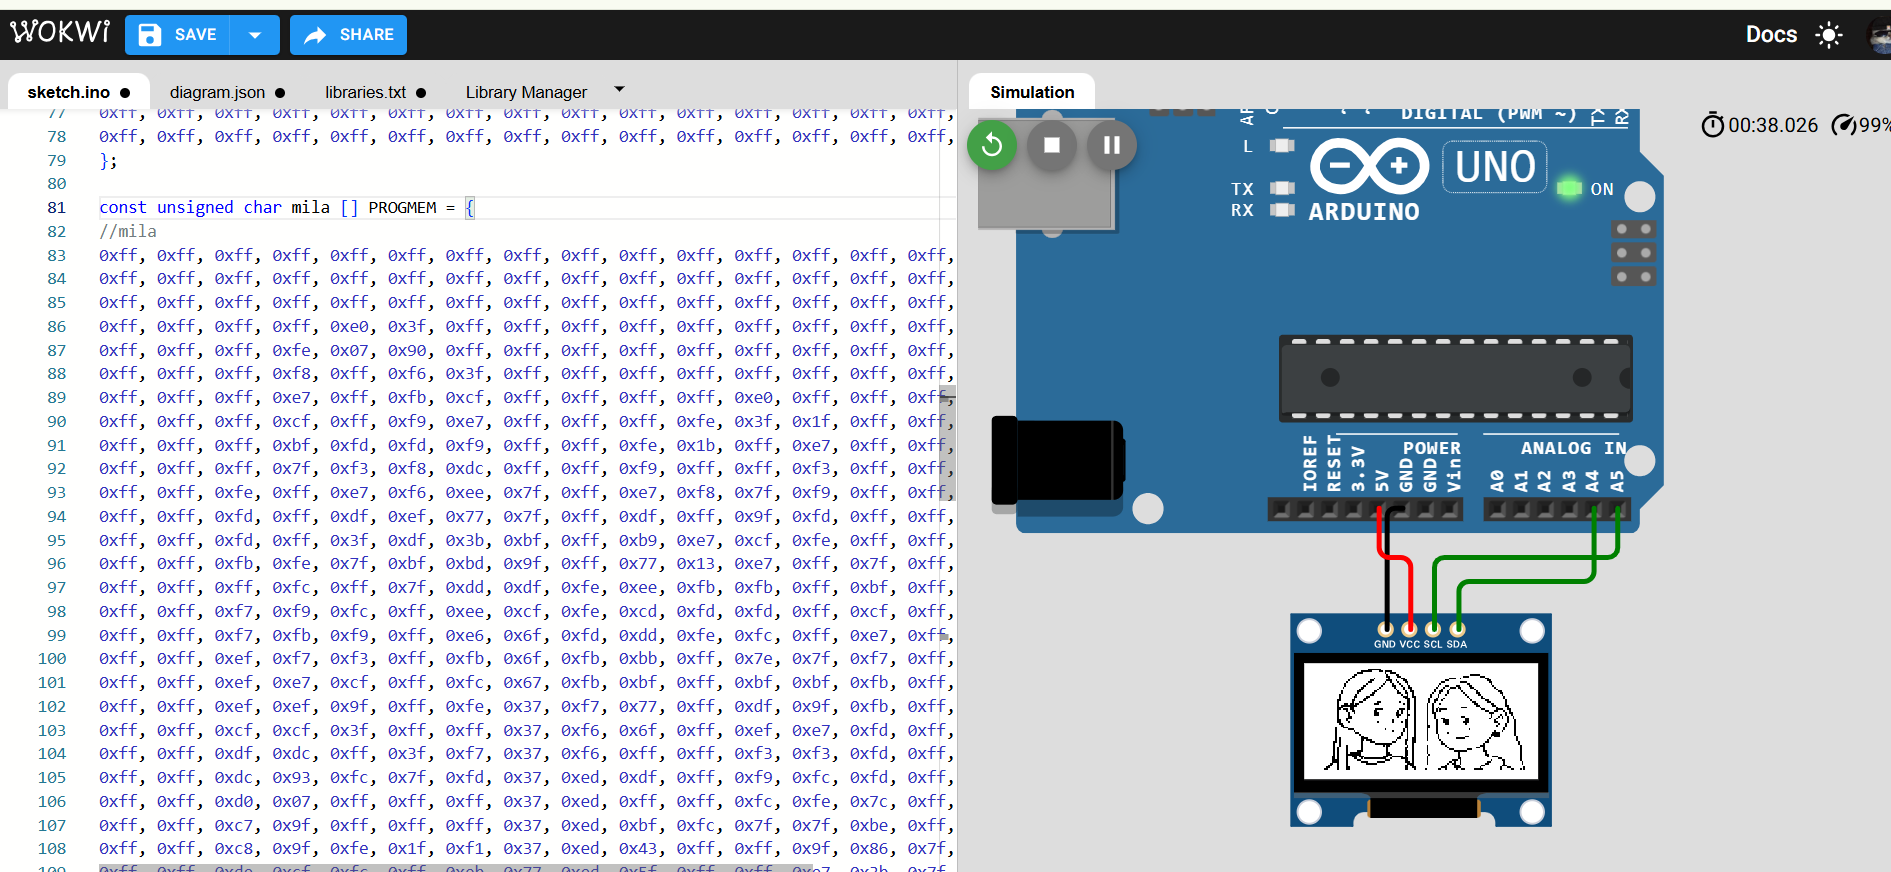 WOKWi SAVE SHARE Docs
sketch.ino ● diagram.json ● libraries.txt ● Library Manager
Simulation
00:38.026 99%
77 0xff, 0xff, 0xff, 0xff, 0xff, 0xff, 0xff, 0xff, 0xff, 0xff, 0xff, 0xff, 0xff, 0xff, 0xff,
78 0xff, 0xff, 0xff, 0xff, 0xff, 0xff, 0xff, 0xff, 0xff, 0xff, 0xff, 0xff, 0xff, 0xff, 0xff,
79 };
80
81 const unsigned char mila [] PROGMEM = {
82 //mila
83 0xff, 0xff, 0xff, 0xff, 0xff, 0xff, 0xff, 0xff, 0xff, 0xff, 0xff, 0xff, 0xff, 0xff, 0xff,
84 0xff, 0xff, 0xff, 0xff, 0xff, 0xff, 0xff, 0xff, 0xff, 0xff, 0xff, 0xff, 0xff, 0xff, 0xff,
85 0xff, 0xff, 0xff, 0xff, 0xff, 0xff, 0xff, 0xff, 0xff, 0xff, 0xff, 0xff, 0xff, 0xff, 0xff,
86 0xff, 0xff, 0xff, 0xff, 0xe0, 0x3f, 0xff, 0xff, 0xff, 0xff, 0xff, 0xff, 0xff, 0xff, 0xff,
87 0xff, 0xff, 0xff, 0xfe, 0x07, 0x90, 0xff, 0xff, 0xff, 0xff, 0xff, 0xff, 0xff, 0xff, 0xff,
88 0xff, 0xff, 0xff, 0xf8, 0xff, 0xf6, 0x3f, 0xff, 0xff, 0xff, 0xff, 0xff, 0xff, 0xff, 0xff,
89 0xff, 0xff, 0xff, 0xe7, 0xff, 0xfb, 0xcf, 0xff, 0xff, 0xff, 0xff, 0xe0, 0xff, 0xff, 0xff,
90 0xff, 0xff, 0xff, 0xcf, 0xff, 0xf9, 0xe7, 0xff, 0xff, 0xff, 0xfe, 0x3f, 0x1f, 0xff, 0xff,
91 0xff, 0xff, 0xff, 0xbf, 0xfd, 0xfd, 0xf9, 0xff, 0xff, 0xfe, 0x1b, 0xff, 0xe7, 0xff, 0xff,
92 0xff, 0xff, 0xff, 0x7f, 0xf3, 0xf8, 0xdc, 0xff, 0xff, 0xf9, 0xff, 0xff, 0xf3, 0xff, 0xff,
93 0xff, 0xff, 0xfe, 0xff, 0xe7, 0xf6, 0xee, 0x7f, 0xff, 0xe7, 0xf8, 0x7f, 0xf9, 0xff, 0xff,
94 0xff, 0xff, 0xfd, 0xff, 0xdf, 0xef, 0x77, 0x7f, 0xff, 0xdf, 0xff, 0x9f, 0xfd, 0xff, 0xff,
95 0xff, 0xff, 0xfd, 0xff, 0x3f, 0xdf, 0x3b, 0xbf, 0xff, 0xb9, 0xe7, 0xcf, 0xfe, 0xff, 0xff,
96 0xff, 0xff, 0xfb, 0xfe, 0x7f, 0xbf, 0xbd, 0x9f, 0xff, 0x77, 0x13, 0xe7, 0xff, 0x7f, 0xff,
97 0xff, 0xff, 0xff, 0xfc, 0xff, 0x7f, 0xdd, 0xdf, 0xfe, 0xee, 0xfb, 0xfb, 0xff, 0xbf, 0xff,
98 0xff, 0xff, 0xf7, 0xf9, 0xfc, 0xff, 0xee, 0xcf, 0xfe, 0xcd, 0xfd, 0xfd, 0xff, 0xcf, 0xff,
99 0xff, 0xff, 0xf7, 0xfb, 0xf9, 0xff, 0xe6, 0x6f, 0xfd, 0xdd, 0xfe, 0xfc, 0xff, 0xe7, 0xff,
100 0xff, 0xff, 0xef, 0xf7, 0xf3, 0xff, 0xfb, 0x6f, 0xfb, 0xbb, 0xff, 0x7e, 0x7f, 0xf7, 0xff,
101 0xff, 0xff, 0xef, 0xe7, 0xcf, 0xff, 0xfc, 0x67, 0xfb, 0xbf, 0xff, 0xbf, 0xbf, 0xfb, 0xff,
102 0xff, 0xff, 0xef, 0xef, 0x9f, 0xff, 0xfe, 0x37, 0xf7, 0x77, 0xff, 0xdf, 0x9f, 0xfb, 0xff,
103 0xff, 0xff, 0xcf, 0xcf, 0x3f, 0xff, 0xff, 0x37, 0xf6, 0x6f, 0xff, 0xef, 0xe7, 0xfd, 0xff,
104 0xff, 0xff, 0xdf, 0xdc, 0xff, 0x3f, 0xf7, 0x37, 0xf6, 0xff, 0xff, 0xf3, 0xf3, 0xfd, 0xff,
105 0xff, 0xff, 0xdc, 0x93, 0xfc, 0x7f, 0xfd, 0x37, 0xed, 0xdf, 0xff, 0xf9, 0xfc, 0xfd, 0xff,
106 0xff, 0xff, 0xd0, 0x07, 0xff, 0xff, 0xff, 0x37, 0xed, 0xff, 0xff, 0xfc, 0xfe, 0x7c, 0xff,
107 0xff, 0xff, 0xc7, 0x9f, 0xff, 0xff, 0xff, 0x37, 0xed, 0xbf, 0xfc, 0x7f, 0x7f, 0xbe, 0xff,
108 0xff, 0xff, 0xc8, 0x9f, 0xfe, 0x1f, 0xf1, 0x37, 0xed, 0x43, 0xff, 0xff, 0x9f, 0x86, 0x7f,
DIGITAL (PWM ~)
TX
RX
L
TX
RX
UNO
ARDUINO
ON
POWER
ANALOG IN
IOREF
RESET
3.3V
5V
GND
GND
Vin
A0
A1
A2
A3
A4
A5
GND VCC SCL SDA